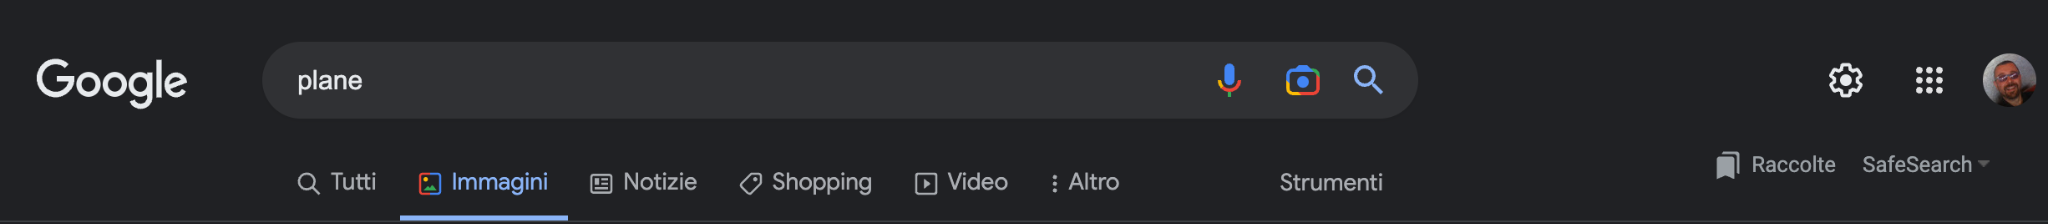 Google
plane
Tutti Immagini Notizie Shopping Video Altro Strumenti
Raccolte SafeSearch